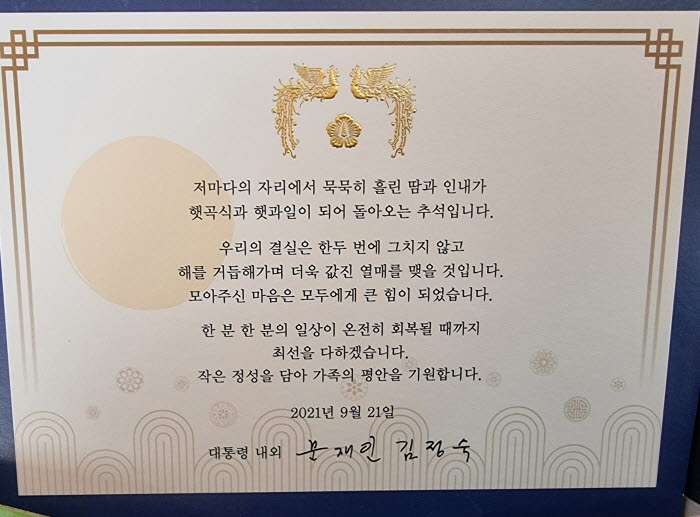 저마다의 자리에서 묵묵히 흘린 땀과 인내가
햇곡식과 햇과일이 되어 돌아오는 추석입니다.
우리의 결실은 한두 번에 그치지 않고
해를 거듭해가며 더욱 값진 열매를 맺을 것입니다.
모아주신 마음은 모두에게 큰 힘이 되었습니다.
한 분 한 분의 일상이 온전히 회복될 때까지
최선을 다하겠습니다.
작은 정성을 담아 가족의 평안을 기원합니다.
2021년 9월 21일
대통령 내외 문재인 김정숙